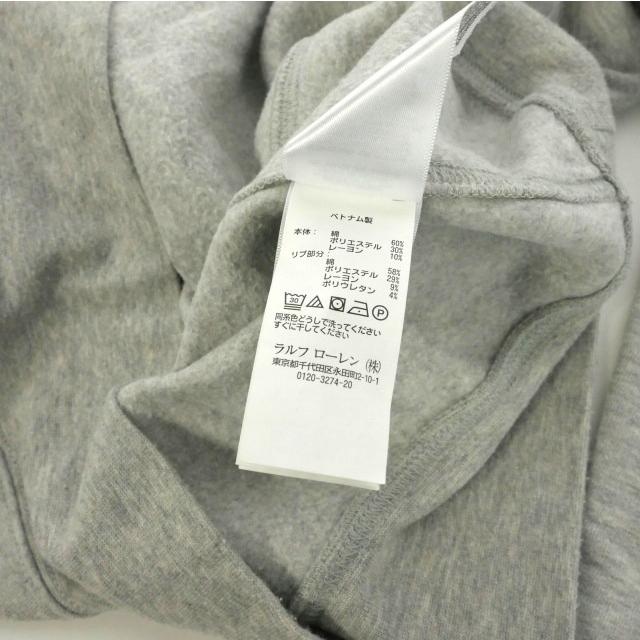 ベトナム製
本体: 綿 60%
ポリエステル 30%
レーヨン 10%
リブ部分: 綿 58%
ポリエステル 29%
レーヨン 9%
ポリウレタン 4%
30 P
同系色どうしで洗ってください
すぐに干してください
ラルフ ローレン (株)
東京都千代田区永田町2-10-1
0120-3274-20